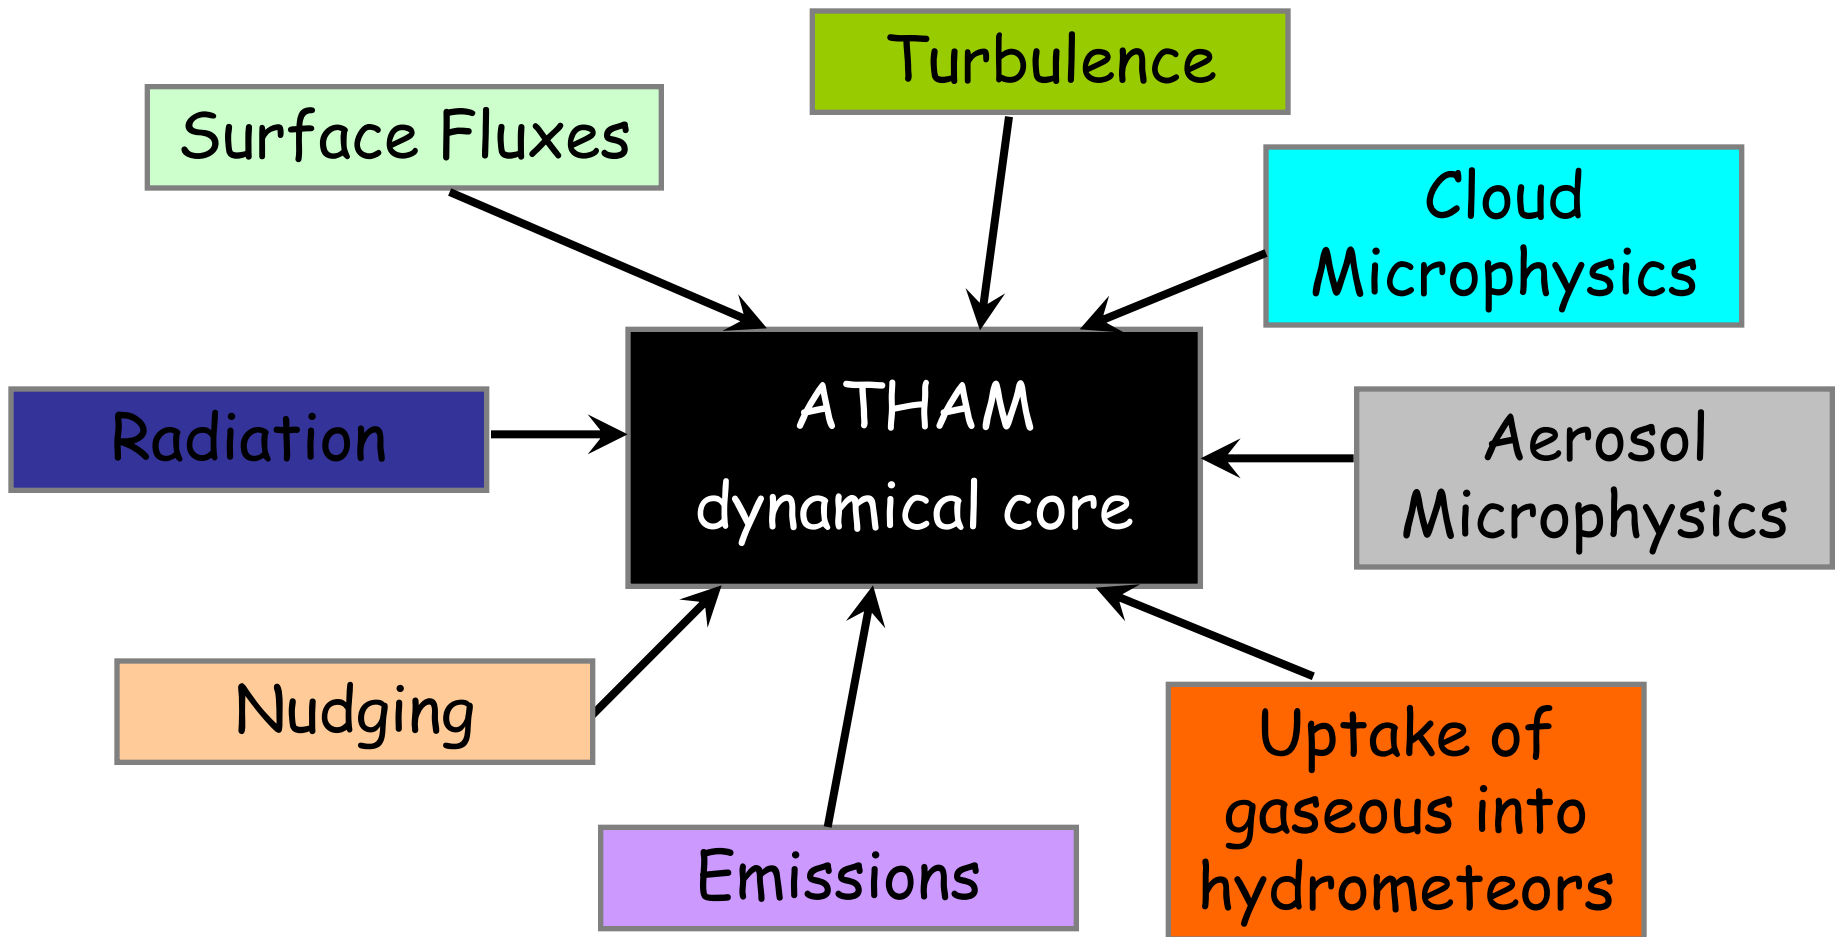 Turbulence
Surface Fluxes
Cloud
Microphysics
ATHAM
dynamical core
Radiation
Aerosol
Microphysics
Nudging
Uptake of
gaseous into
hydrometeors
Emissions